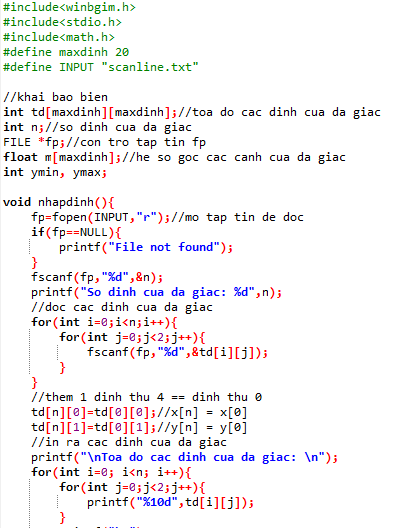 #include<winbgim.h>
#include<stdio.h>
#include<math.h>
#define maxdinh 20
#define INPUT "scanline.txt"
//khai bao bien
int td[maxdinh][maxdinh];//toa do cac dinh cua da giac
int n;//so dinh cua da giac
FILE *fp;//con tro tap tin fp
float m[maxdinh];//he so goc cac canh cua da giac
int ymin, ymax;
void nhapdinh(){
fp=fopen(INPUT,"r");//mo tap tin de doc
if(fp==NULL){
printf("File not found");
}
fscanf(fp,"%d",&n);
printf("So dinh cua da giac: %d",n);
//doc cac dinh cua da giac
for(int i=0;i<n;i++){
for(int j=0;j<2;j++){
fscanf(fp,"%d",&td[i][j]);
}
}
//them 1 dinh thu 4 == dinh thu 0
td[n][0]=td[0][0];//x[n] = x[0]
td[n][1]=td[0][1];//y[n] = y[0]
//in ra cac dinh cua da giac
printf("\nToa do cac dinh cua da giac: \n");
for(int i=0; i<n; i++){
for(int j=0;j<2;j++){
printf("%10d",td[i][j]);
}